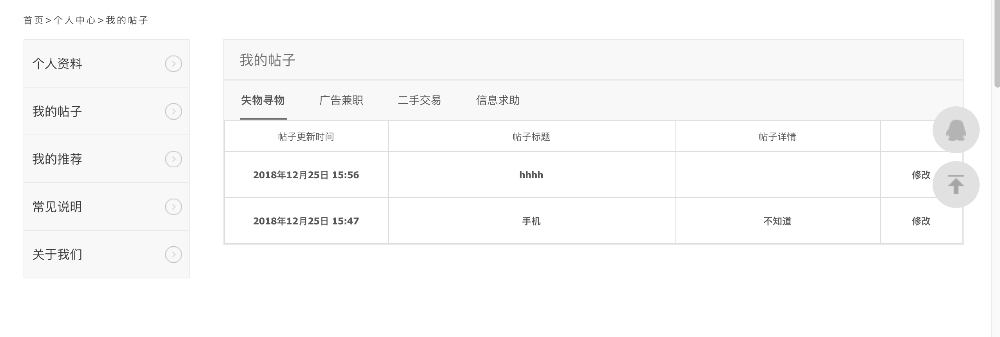 首页>个人中心>我的帖子
个人资料
我的帖子
我的推荐
常见说明
关于我们
我的帖子
失物寻物 广告兼职 二手交易 信息求助
帖子更新时间 帖子标题 帖子详情
2018年12月25日 15:56 hhhh 修改
2018年12月25日 15:47 手机 不知道 修改